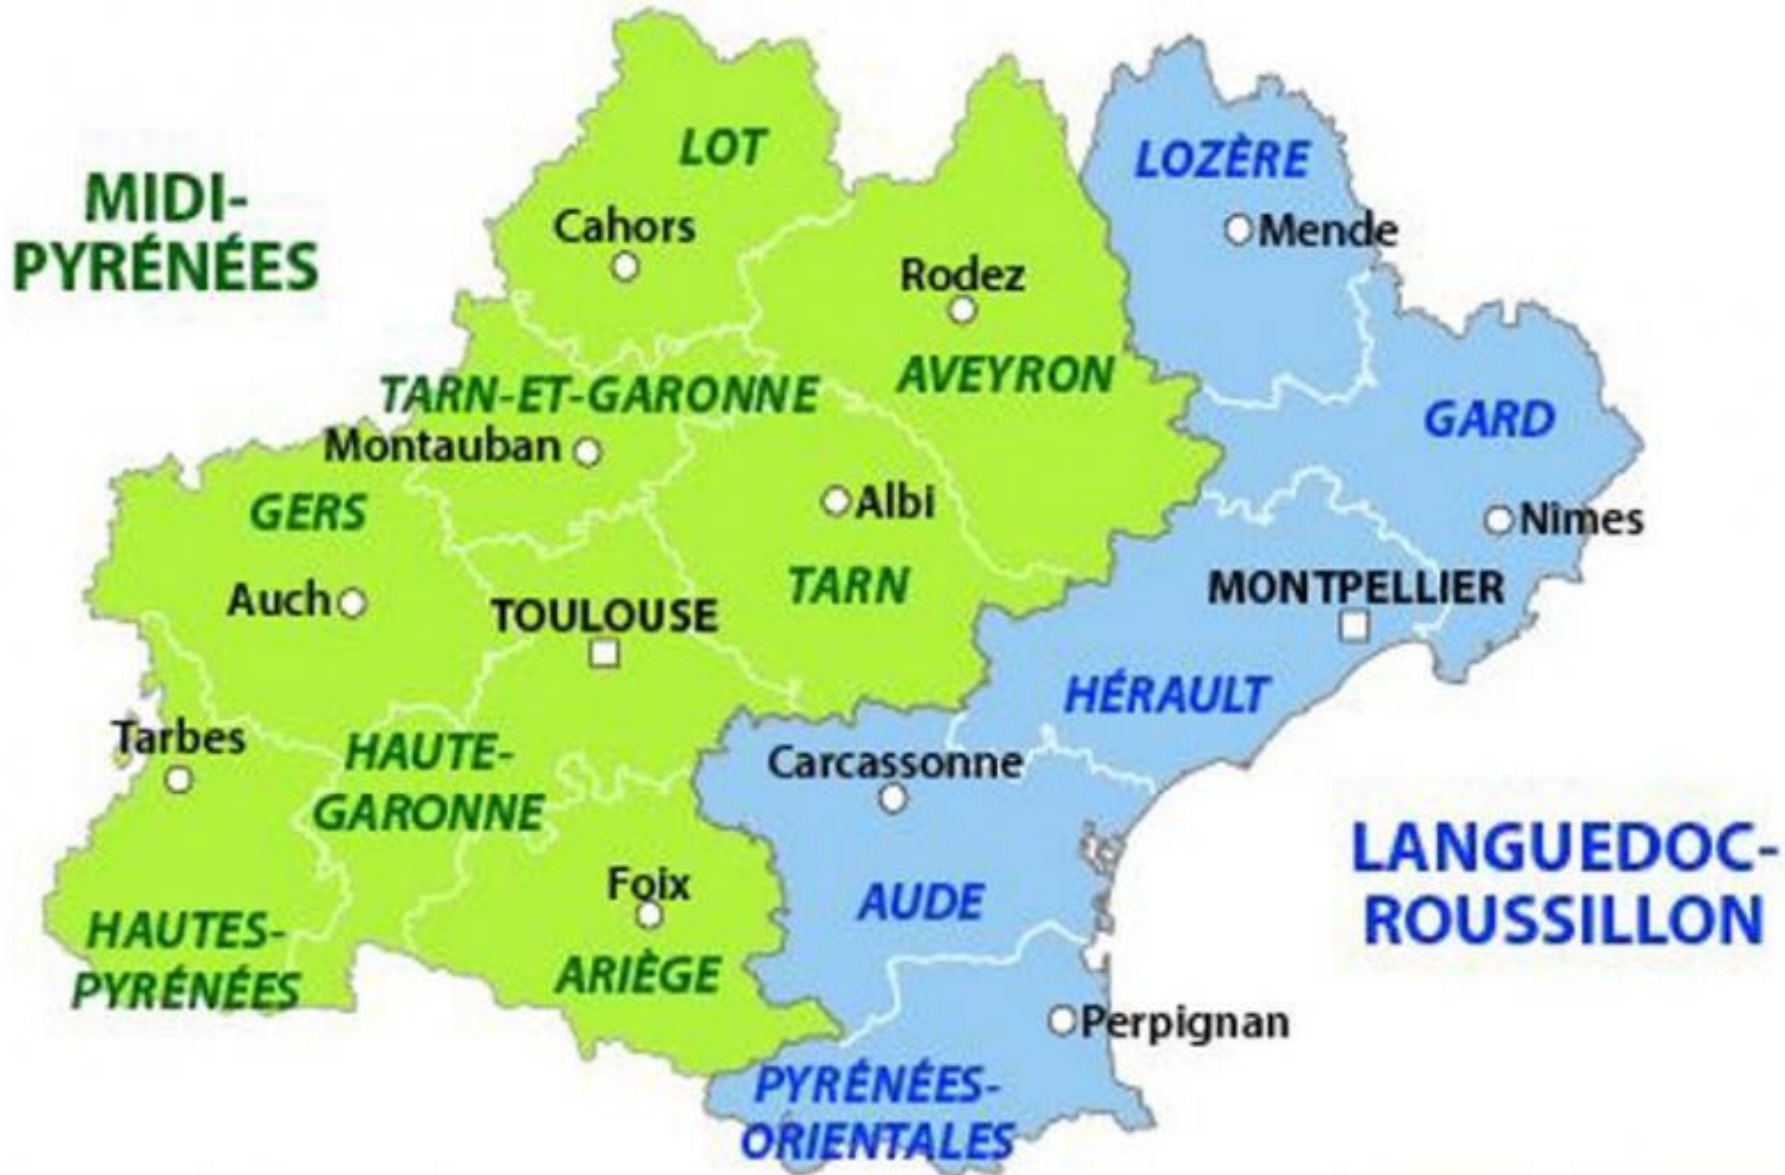 LOT
LOZÈRE
MIDI-
PYRÉNÉES
Cahors
Mende
Rodez
AVEYRON
TARN-ET-GARONNE
GARD
Montauban
GERS
Albi
Nîmes
TARN
MONTPELLIER
Auch
TOULOUSE
HÉRAULT
Tarbes
HAUTE-
GARONNE
Carcassonne
LANGUEDOC-
ROUSSILLON
Foix
AUDE
HAUTES-
PYRÉNÉES
ARIÈGE
Perpignan
PYRÉNÉES-
ORIENTALES